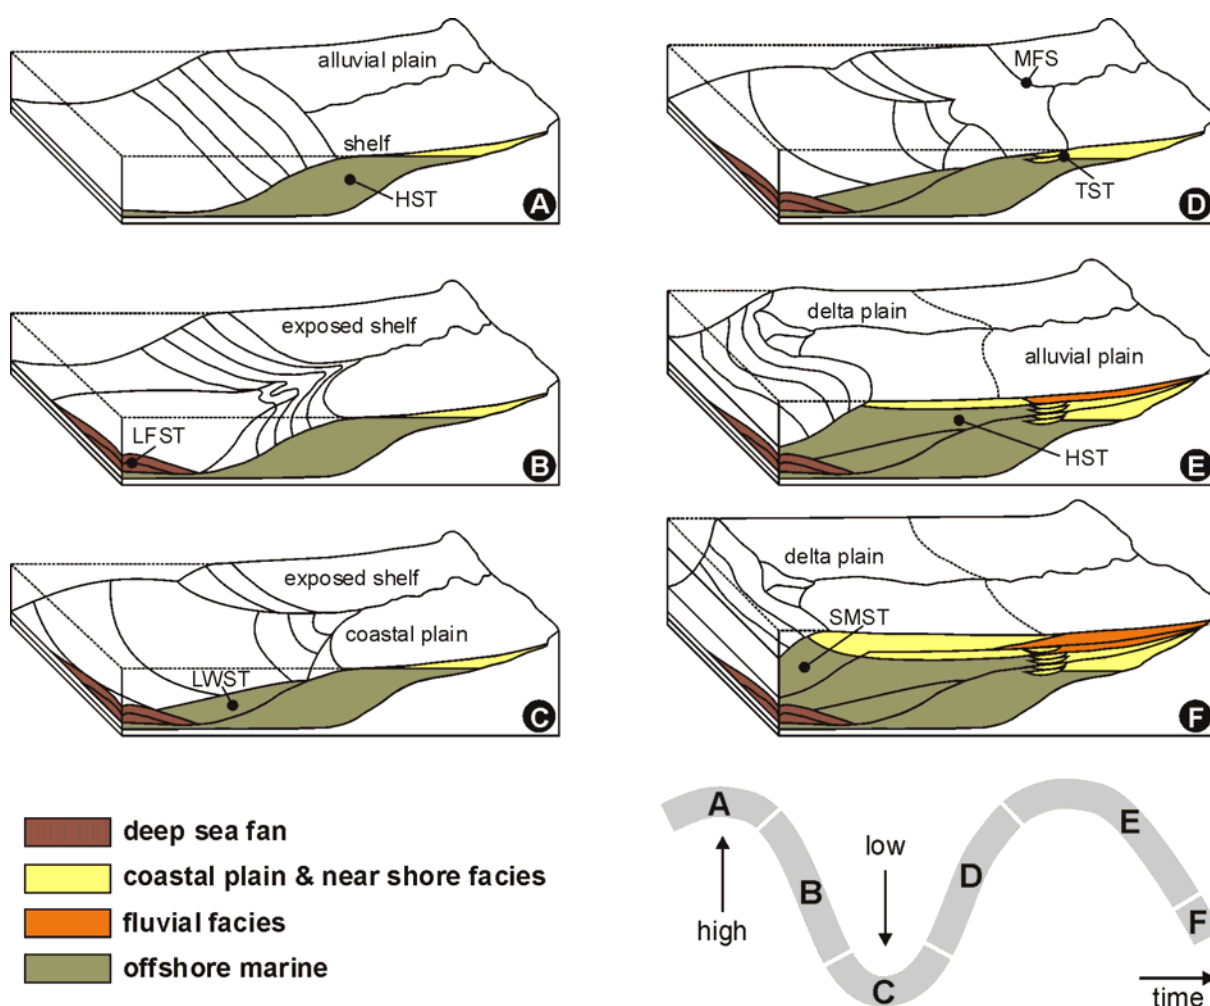 alluvial plain
shelf
HST
A
exposed shelf
LFST
B
exposed shelf
coastal plain
LWST
C
MFS
TST
D
delta plain
alluvial plain
HST
E
delta plain
SMST
F
deep sea fan
coastal plain & near shore facies
fluvial facies
offshore marine
A
B
C
D
E
F
high
low
time